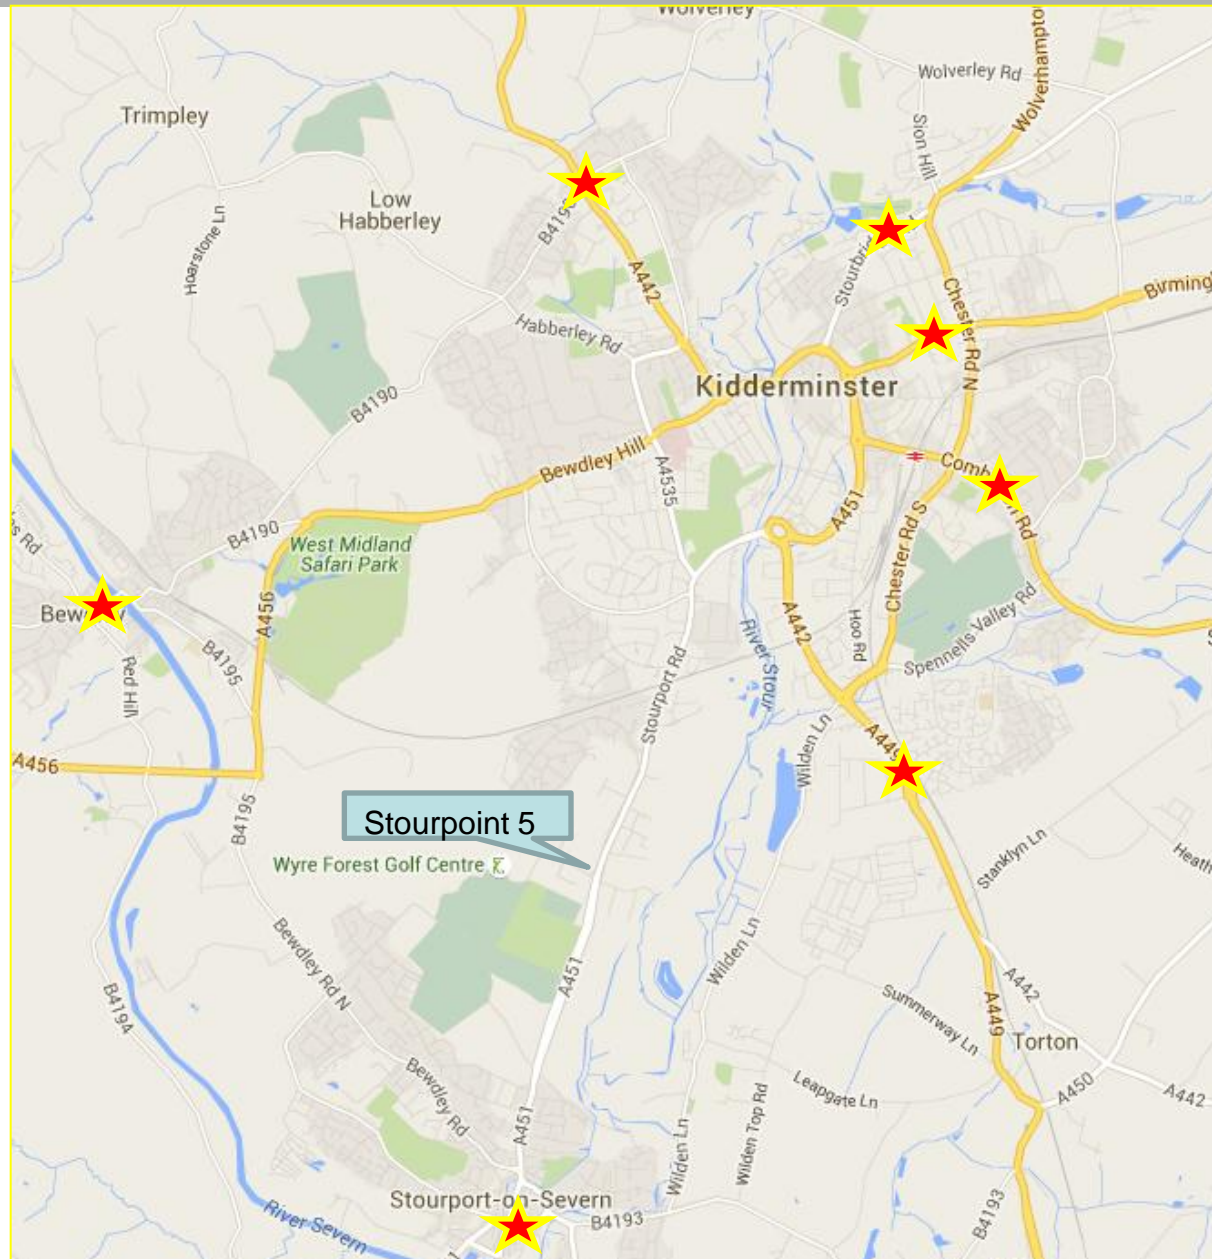 Wolverley
Wolverhampto
Wolverley Rd
Trimpley
Sion Hill
Low
Habberley
B4190
Hoarstone Ln
A442
Stourbri
Birming
Chester Rd N
Habberley Rd
Kidderminster
B4190
Bewdley Hill
A4535
Comb
n Rd
A451
Chester Rd S
B4190
West Midland
Safari Park
Bew
y
A456
A442
Hoo Rd
Spennells Valley Rd
River Stour
Red Hill
B4195
Stourport Rd
Wilden Ln
A449
A456
B4195
Stourpoint 5
Wyre Forest Golf Centre
Stanklyn Ln
Heath
Bewdley Rd N
Wilden Ln
A451
B4194
A442
A449
Summerway Ln
Torton
Bewdley Rd
A451
Leapgate Ln
A450
A442
Wilden Top Rd
Wilden Ln
Stourport-on-Severn
River Severn
B4193
B4193